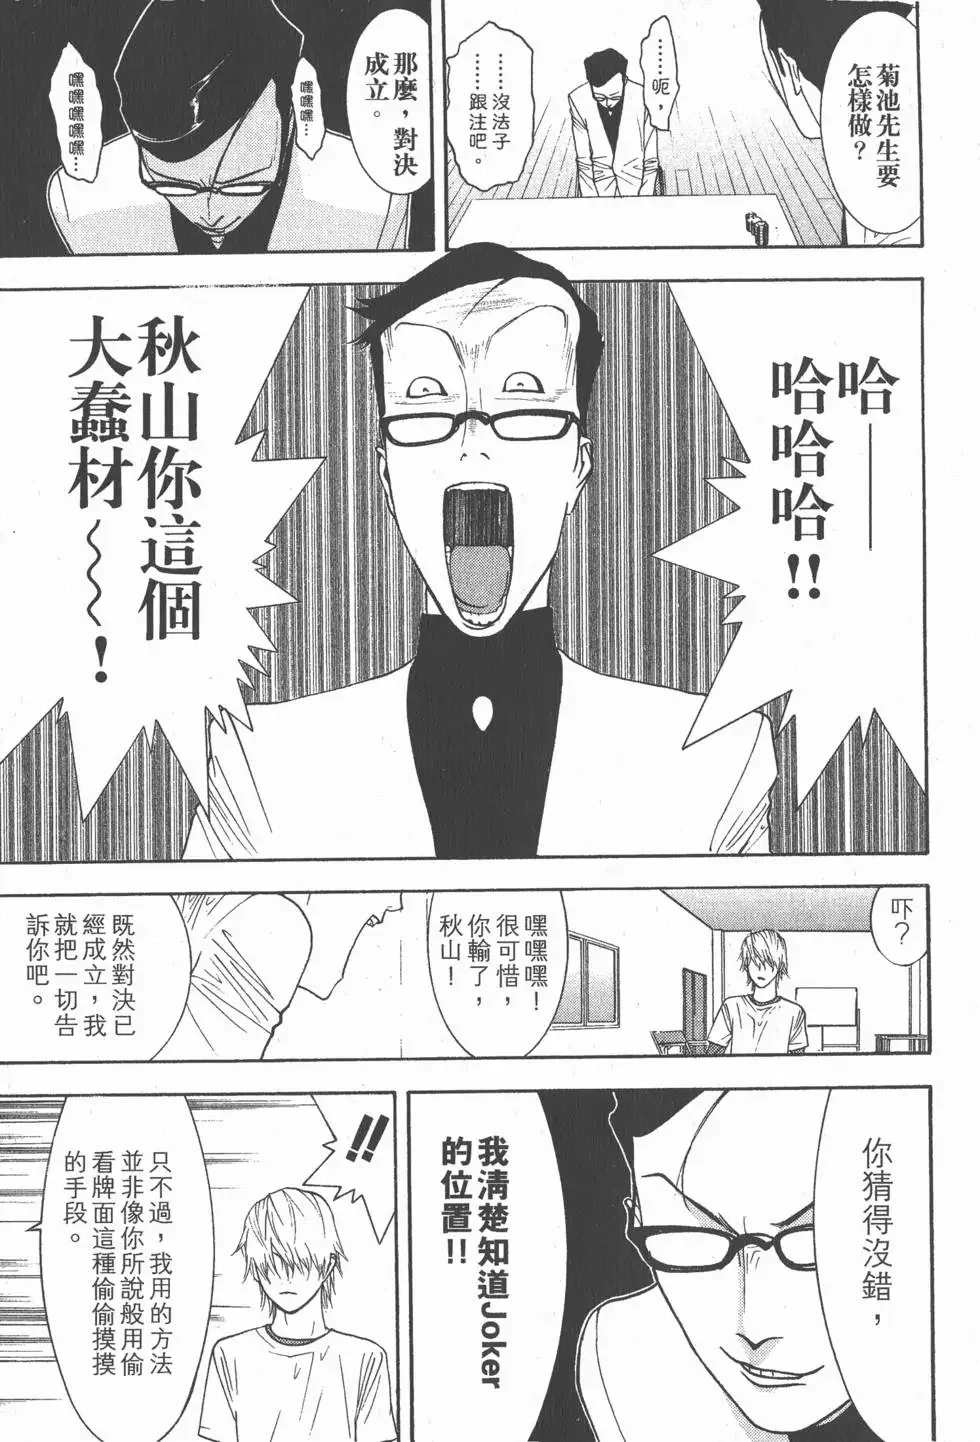 菊池先生要
怎樣做？
……呃，
……沒法子
……跟注吧。
那麼，對決
成立。
嘿嘿嘿…
嘿嘿嘿嘿嘿…
哈——
哈哈哈!!
秋山你這個
大蠢材～～～！
吓？
嘿嘿嘿！
很可惜，
你輸了，
秋山！
既然對決已
經成立，我
就把一切告
訴你吧。
你猜得沒錯，
我清楚知道Joker
的位置!!
!!
只不過，我用的方法
並非像你所說般用偷
看牌面這種偷偷摸摸
的手段。